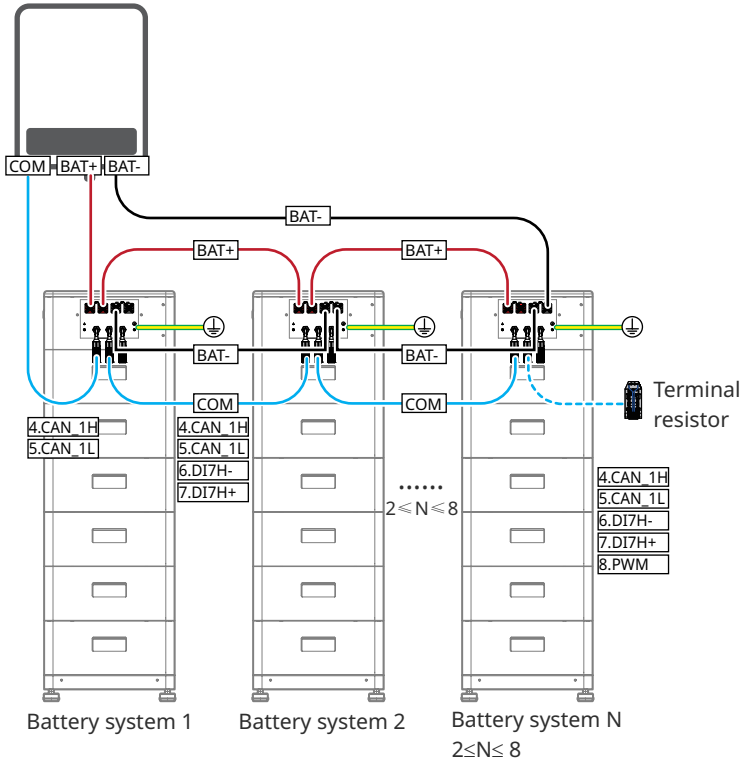 COM BAT+ BAT-
BAT-
BAT+ BAT+
BAT- BAT-
COM COM
Terminal
resistor
4.CAN_1H
5.CAN_1L
4.CAN_1H
5.CAN_1L
6.DI7H-
7.DI7H+
......
2≤N≤8
4.CAN_1H
5.CAN_1L
6.DI7H-
7.DI7H+
8.PWM
Battery system 1
Battery system 2
Battery system N
2≤N≤ 8